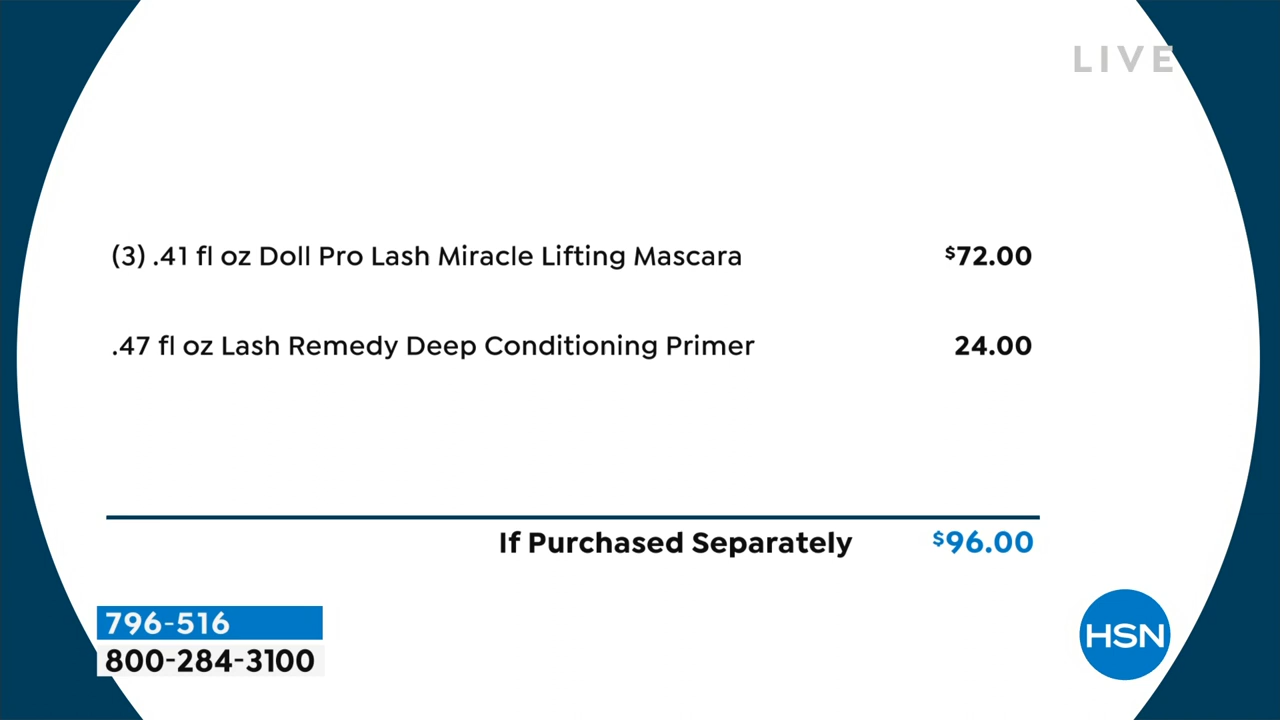 LIVE
(3) .41 fl oz Doll Pro Lash Miracle Lifting Mascara $72.00
.47 fl oz Lash Remedy Deep Conditioning Primer 24.00
If Purchased Separately $96.00
796-516
800-284-3100
HSN